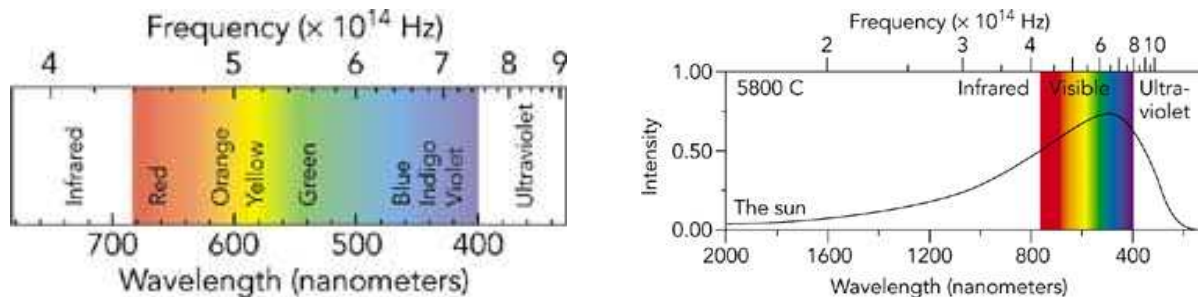 Frequency (× 10¹⁴ Hz)
4 5 6 7 8 9
Infrared
Red
Orange
Yellow
Green
Blue
Indigo
Violet
Ultraviolet
700 600 500 400
Wavelength (nanometers)
Frequency (× 10¹⁴ Hz)
2 3 4 6 8 10
1.00
0.50
0.00
Intensity
5800 C
Infrared
Visible
Ultra-
violet
The sun
2000 1600 1200 800 400
Wavelength (nanometers)